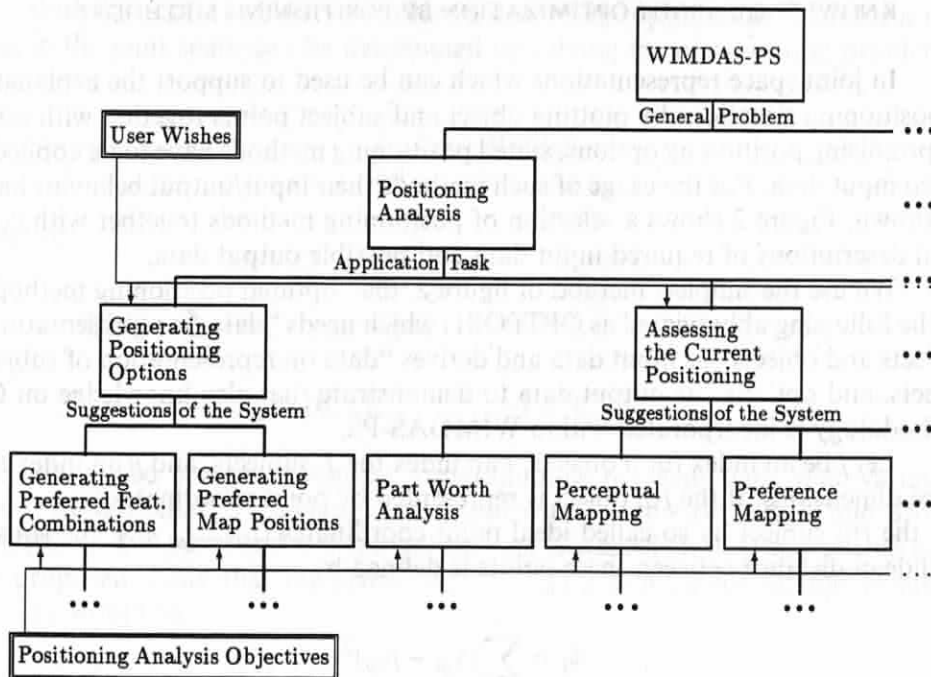 WIMDAS-PS
General Problem
User Wishes
Positioning
Analysis
Application Task
Generating
Positioning
Options
Assessing
the Current
Positioning
Suggestions of the System
Suggestions of the System
Generating
Preferred Feat.
Combinations
Generating
Preferred
Map Positions
Part Worth
Analysis
Perceptual
Mapping
Preference
Mapping
Positioning Analysis Objectives